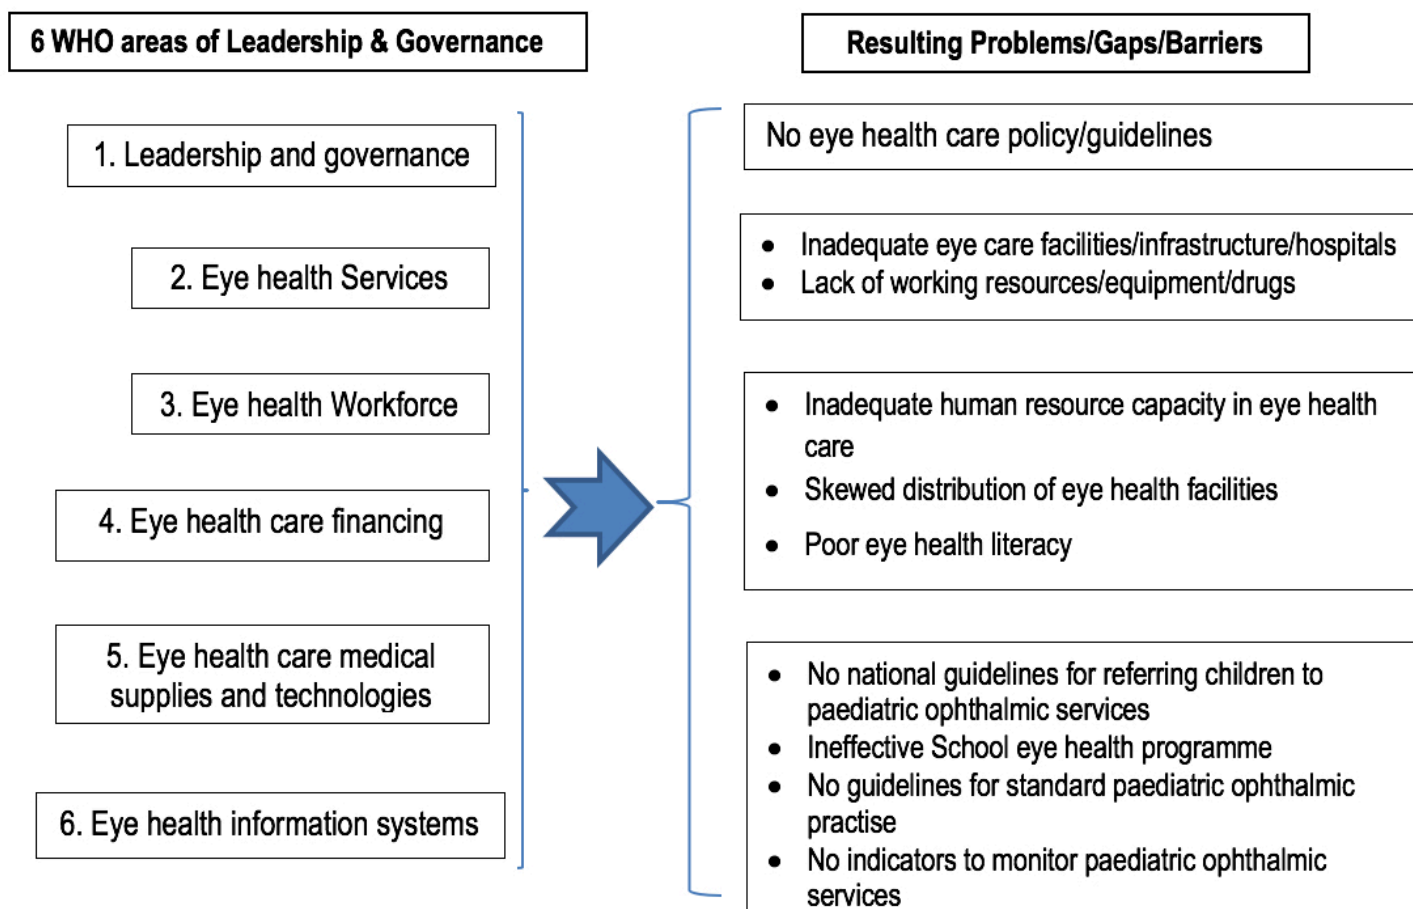 6 WHO areas of Leadership & Governance
1. Leadership and governance
2. Eye health Services
3. Eye health Workforce
4. Eye health care financing
5. Eye health care medical
supplies and technologies
6. Eye health information systems
Resulting Problems/Gaps/Barriers
No eye health care policy/guidelines
• Inadequate eye care facilities/infrastructure/hospitals
• Lack of working resources/equipment/drugs
• Inadequate human resource capacity in eye health
care
• Skewed distribution of eye health facilities
• Poor eye health literacy
• No national guidelines for referring children to
paediatric ophthalmic services
• Ineffective School eye health programme
• No guidelines for standard paediatric ophthalmic
practise
• No indicators to monitor paediatric ophthalmic
services